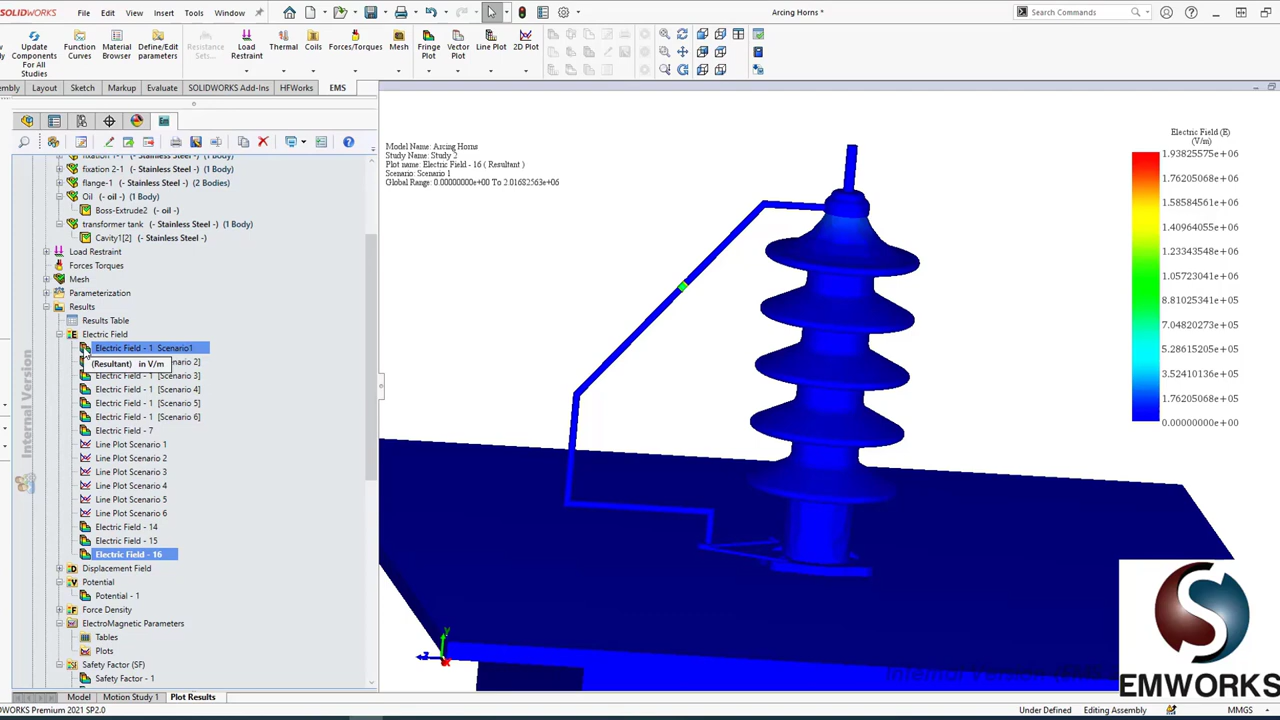 SOLIDWORKS
File
Edit
View
Insert
Tools
Window
Arcing Horns *
Search Commands
Update Components For All Studies
Function Curves
Material Browser
Define/Edit parameters
Resistance Sets...
Load Restraint
Thermal
Coils
Forces/Torques
Mesh
Fringe Plot
Vector Plot
Line Plot
2D Plot
Layout
Sketch
Markup
Evaluate
SOLIDWORKS Add-Ins
HFWorks
EMS
fixation 1-1 (- Stainless Steel -) (1 Body)
fixation 2-1 (- Stainless Steel -) (1 Body)
flange-1 (- Stainless Steel -) (2 Bodies)
Oil (- oil -) (1 Body)
Boss-Extrude2 (- oil -)
transformer tank (- Stainless Steel -) (1 Body)
Cavity1[2] (- Stainless Steel -)
Load Restraint
Forces Torques
Mesh
Parameterization
Results
Results Table
Electric Field
Electric Field - 1 Scenario1
(Resultant) in V/m
Electric Field - 1 [Scenario 3]
Electric Field - 1 [Scenario 4]
Electric Field - 1 [Scenario 5]
Electric Field - 1 [Scenario 6]
Electric Field - 7
Line Plot Scenario 1
Line Plot Scenario 2
Line Plot Scenario 3
Line Plot Scenario 4
Line Plot Scenario 5
Line Plot Scenario 6
Electric Field - 14
Electric Field - 15
Electric Field - 16
Displacement Field
Potential
Potential - 1
Force Density
ElectroMagnetic Parameters
Tables
Plots
Safety Factor (SF)
Safety Factor - 1
Internal Version
Model Name: Arcing Horns
Study Name: Study 2
Plot name: Electric Field - 16 ( Resultant )
Scenario: Scenario 1
Global Range: 0.00000000e+00 To 2.01682563e+06
Electric Field (E)
(V/m)
1.93825575e+06
1.76205068e+06
1.58584561e+06
1.40964054e+06
1.23343548e+06
1.05723041e+06
8.81025341e+05
7.04820273e+05
5.28615205e+05
3.52410136e+05
1.76205068e+05
0.00000000e+00
Internal Version
EMWORKS
Model
Motion Study 1
Plot Results
SOLIDWORKS Premium 2021 SP2.0
Under Defined
Editing Assembly
MMGS